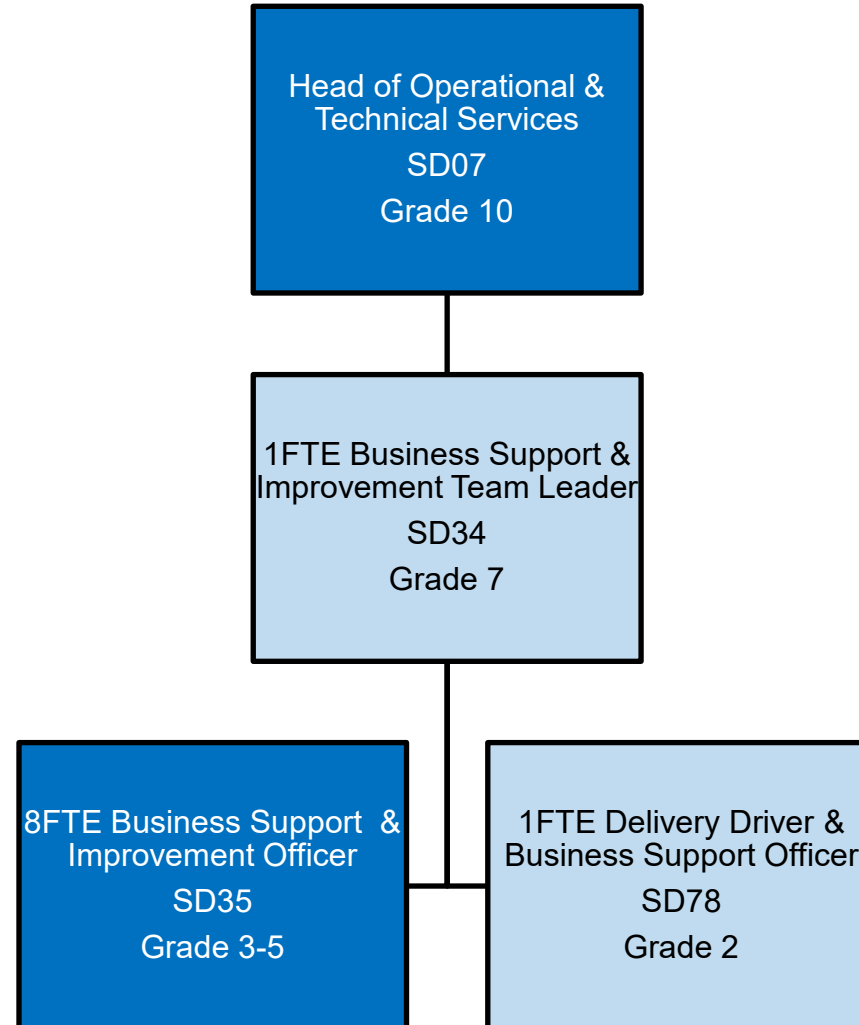 Head of Operational &
Technical Services
SD07
Grade 10
1FTE Business Support &
Improvement Team Leader
SD34
Grade 7
8FTE Business Support  &
Improvement Officer
SD35
Grade 3-5
1FTE Delivery Driver &
Business Support Officer
SD78
Grade 2